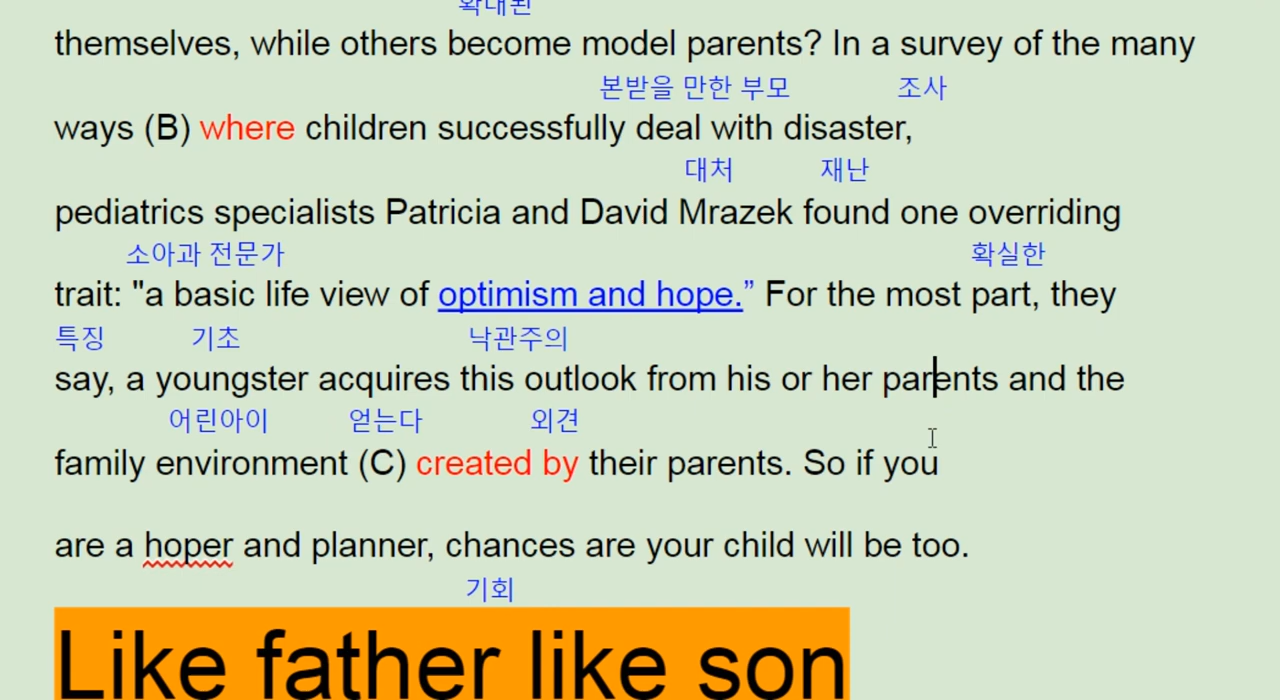 확대된
themselves, while others become model parents? In a survey of the many
본받을 만한 부모 조사
ways (B) where children successfully deal with disaster,
대처 재난
pediatrics specialists Patricia and David Mrazek found one overriding
소아과 전문가 확실한
trait: "a basic life view of optimism and hope.” For the most part, they
특징 기초 낙관주의
say, a youngster acquires this outlook from his or her parents and the
어린아이 얻는다 외견
family environment (C) created by their parents. So if you
are a hoper and planner, chances are your child will be too.
기회
Like father like son